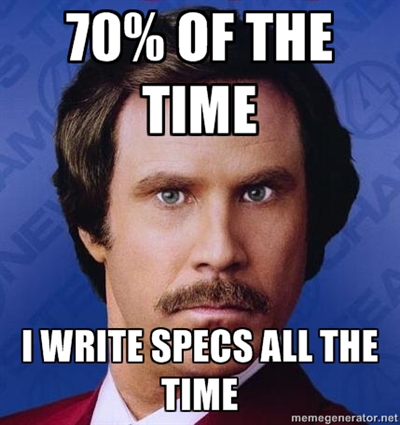 70% OF THE
TIME
I WRITE SPECS ALL THE
TIME
memegenerator.net